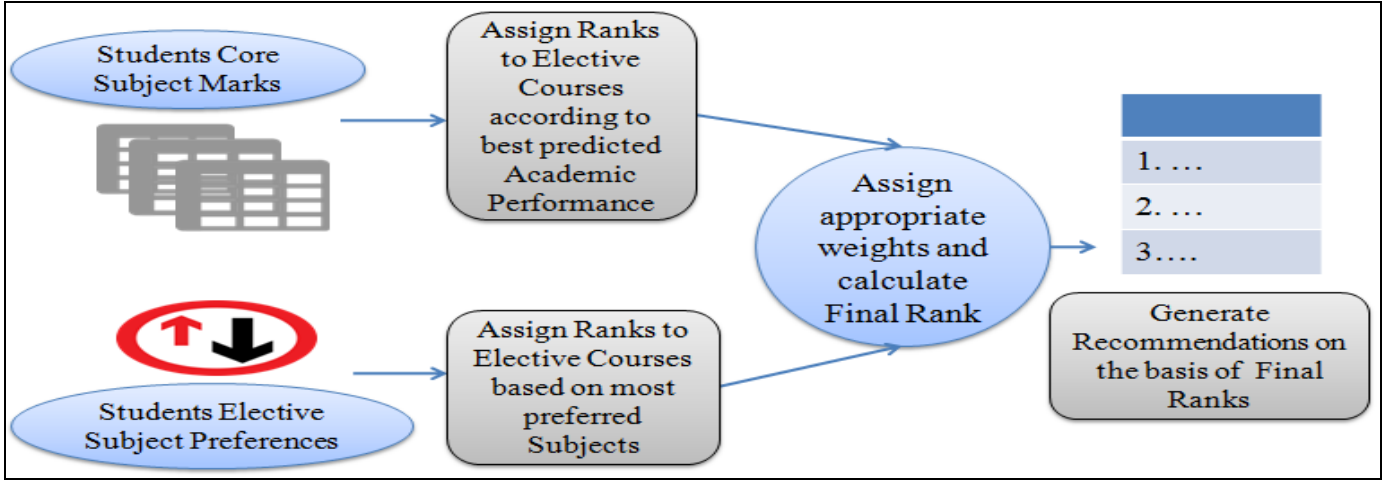 Students Core
Subject Marks
Assign Ranks
to Elective
Courses
according to
best predicted
Academic
Performance
Students Elective
Subject Preferences
Assign Ranks to
Elective Courses
based on most
preferred
Subjects
Assign
appropriate
weights and
calculate
Final Rank
1. ...
2. ...
3....
Generate
Recommendations on
the basis of Final
Ranks